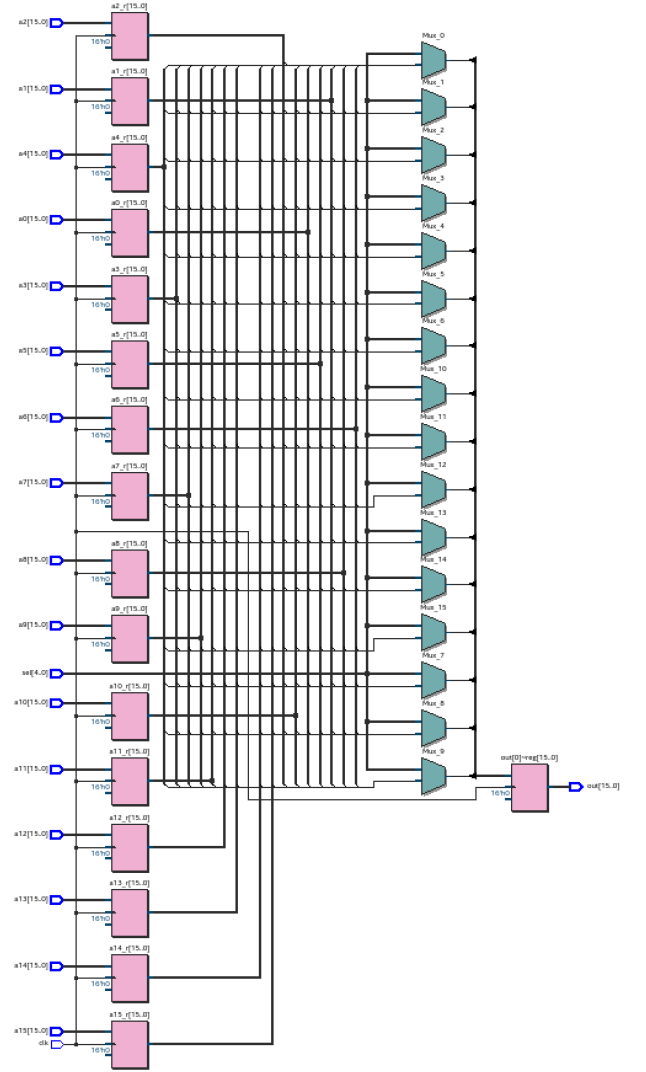 a2_r[15..0]
a2[15..0]
16'h0
a1_r[15..0]
a1[15..0]
16'h0
a4_r[15..0]
a4[15..0]
16'h0
a0_r[15..0]
a0[15..0]
16'h0
a3_r[15..0]
a3[15..0]
16'h0
a5_r[15..0]
a5[15..0]
16'h0
a6_r[15..0]
a6[15..0]
16'h0
a7_r[15..0]
a7[15..0]
16'h0
a8_r[15..0]
a8[15..0]
16'h0
a9_r[15..0]
a9[15..0]
16'h0
sel[4..0]
a10_r[15..0]
a10[15..0]
16'h0
a11_r[15..0]
a11[15..0]
16'h0
a12_r[15..0]
a12[15..0]
16'h0
a13_r[15..0]
a13[15..0]
16'h0
a14_r[15..0]
a14[15..0]
16'h0
a15_r[15..0]
a15[15..0]
clk
16'h0
Mux_0
Mux_1
Mux_2
Mux_3
Mux_4
Mux_5
Mux_6
Mux_10
Mux_11
Mux_12
Mux_13
Mux_14
Mux_15
Mux_7
Mux_8
Mux_9
out[0]~reg[15..0]
16'h0
out[15..0]